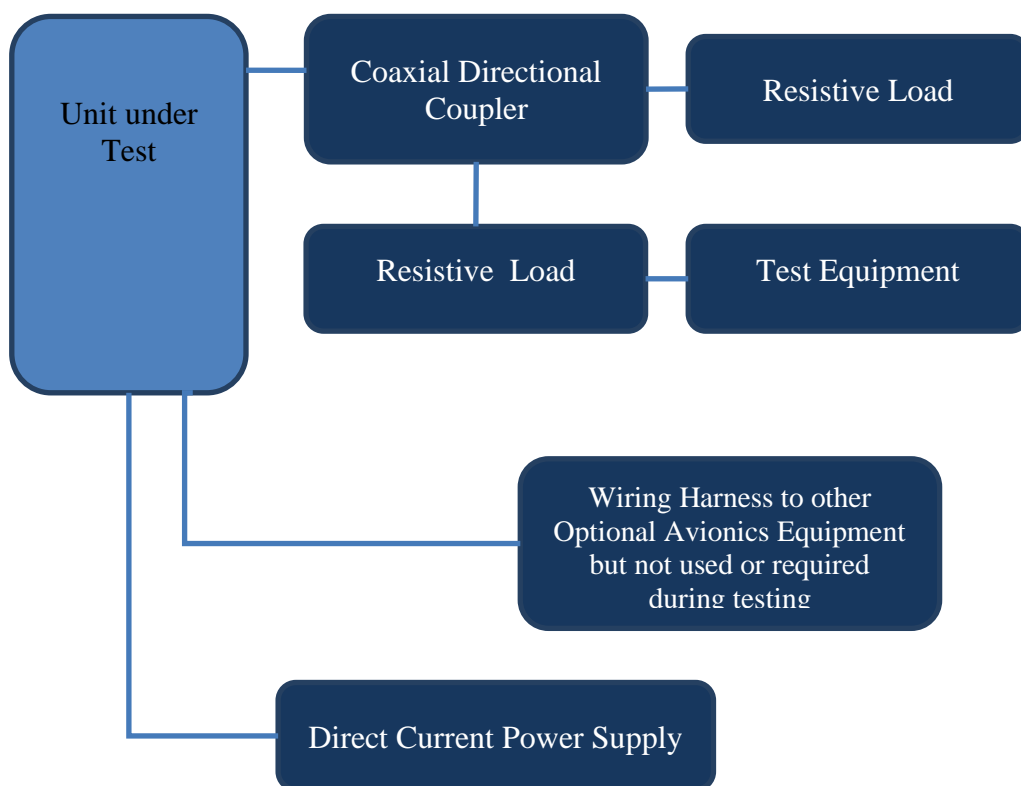 Unit under
Test
Coaxial Directional
Coupler
Resistive Load
Resistive  Load
Test Equipment
Wiring Harness to other
Optional Avionics Equipment
but not used or required
during testing
Direct Current Power Supply